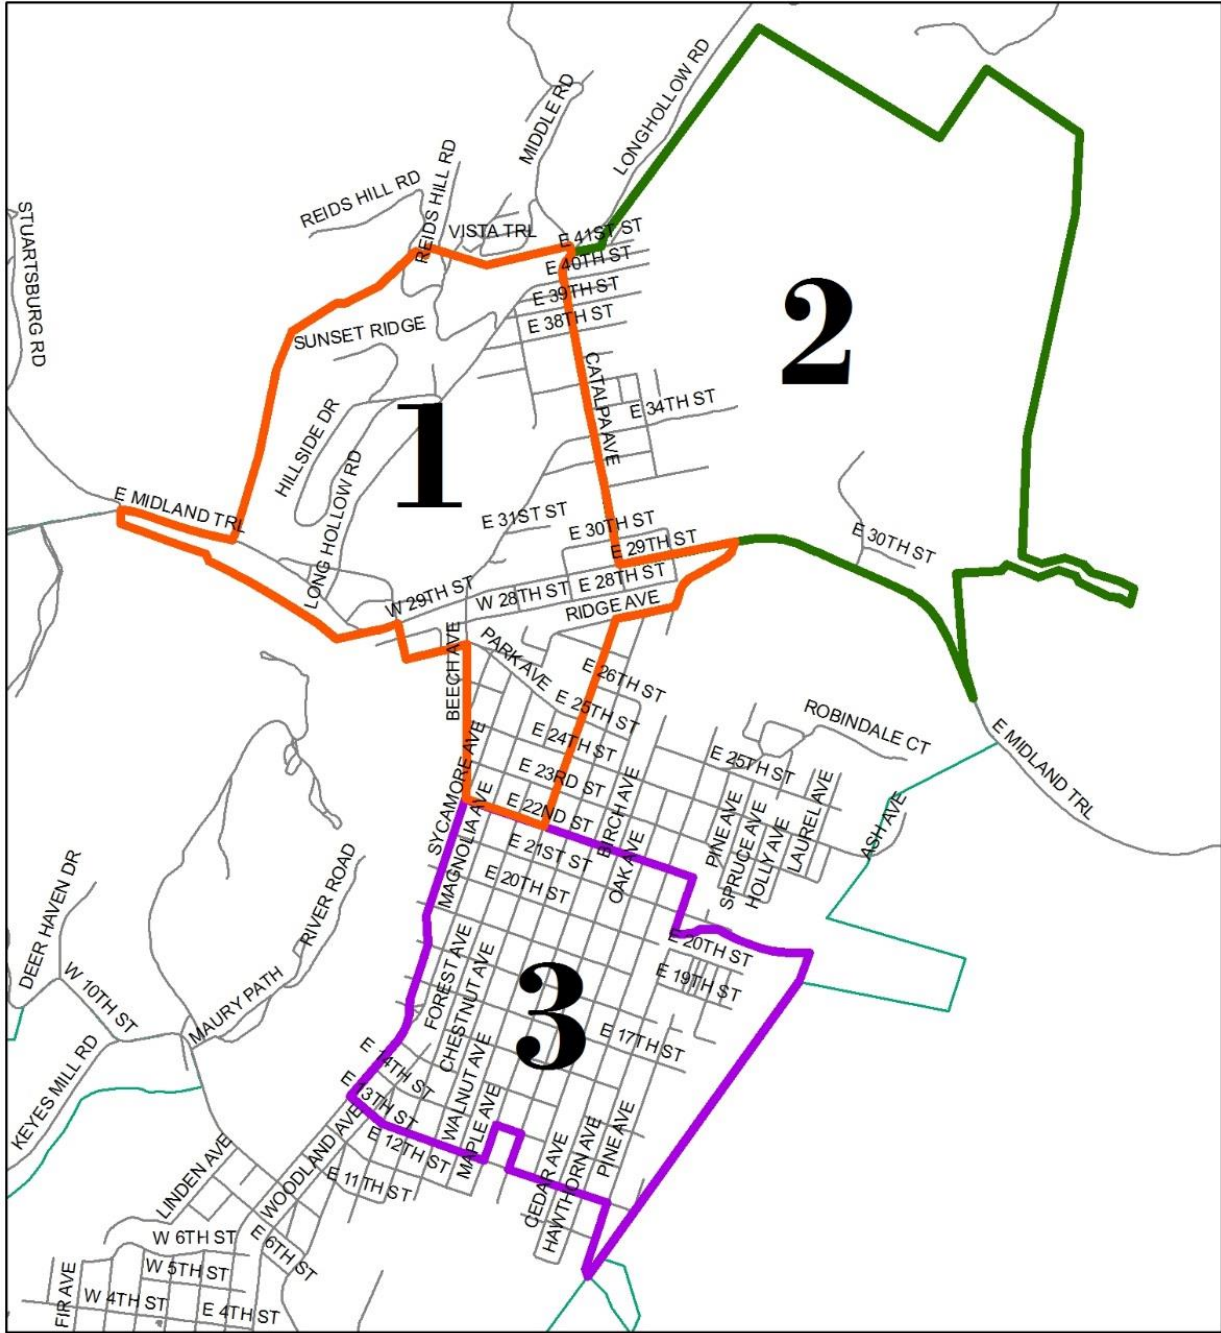 MIDDLE RD
LONGHOLLOW RD
REIDS HILL RD
REIDS HILL RD
STUARTSBURG RD
VISTA TRL
E 41ST ST
E 40TH ST
E 39TH ST
E 38TH ST
2
SUNSET RIDGE
CATALPA AVE
E 34TH ST
HILLSIDE DR
1
LONG HOLLOW RD
E MIDLAND TRL
E 31ST ST
E 30TH ST
E 29TH ST
E 30TH ST
E 28TH ST
W 29TH ST
W 28TH ST
RIDGE AVE
BEECH AVE
PARK AVE
E 26TH ST
E 25TH ST
E 24TH ST
ROBINDALE CT
E 25TH ST
E MIDLAND TRL
E 23RD ST
SYCAMORE AVE
MAGNOLIA AVE
E 22ND ST
BIRCH AVE
PINE AVE
SPRUCE AVE
HOLLY AVE
LAUREL AVE
ASH AVE
E 21ST ST
OAK AVE
E 20TH ST
DEER HAVEN DR
RIVER ROAD
E 20TH ST
FOREST AVE
CHESTNUT AVE
3
E 19TH ST
W 10TH ST
MAURY PATH
E 17TH ST
KEYES MILL RD
E 14TH ST
E 13TH ST
WALNUT AVE
MAPLE AVE
PINE AVE
E 12TH ST
CEDAR AVE
HAWTHORN AVE
LINDEN AVE
WOODLAND AVE
E 11TH ST
W 6TH ST
E 6TH ST
W 5TH ST
FIR AVE
W 4TH ST
E 4TH ST